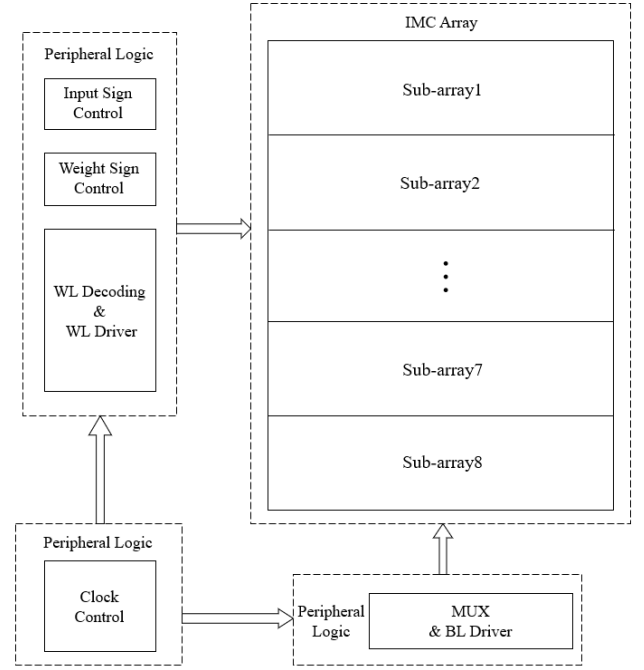 Peripheral Logic
Input Sign
Control
Weight Sign
Control
WL Decoding
&
WL Driver
IMC Array
Sub-array1
Sub-array2
Sub-array7
Sub-array8
Peripheral Logic
Clock
Control
Peripheral
Logic
MUX
& BL Driver